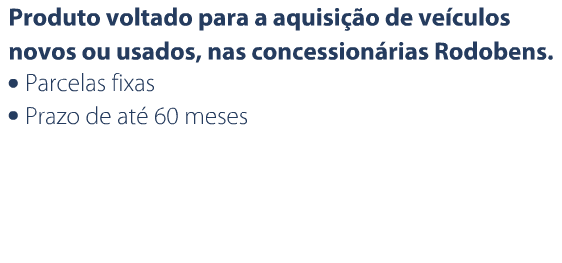 Produto voltado para a aquisição de veículos
novos ou usados, nas concessionárias Rodobens.
• Parcelas fixas
• Prazo de até 60 meses